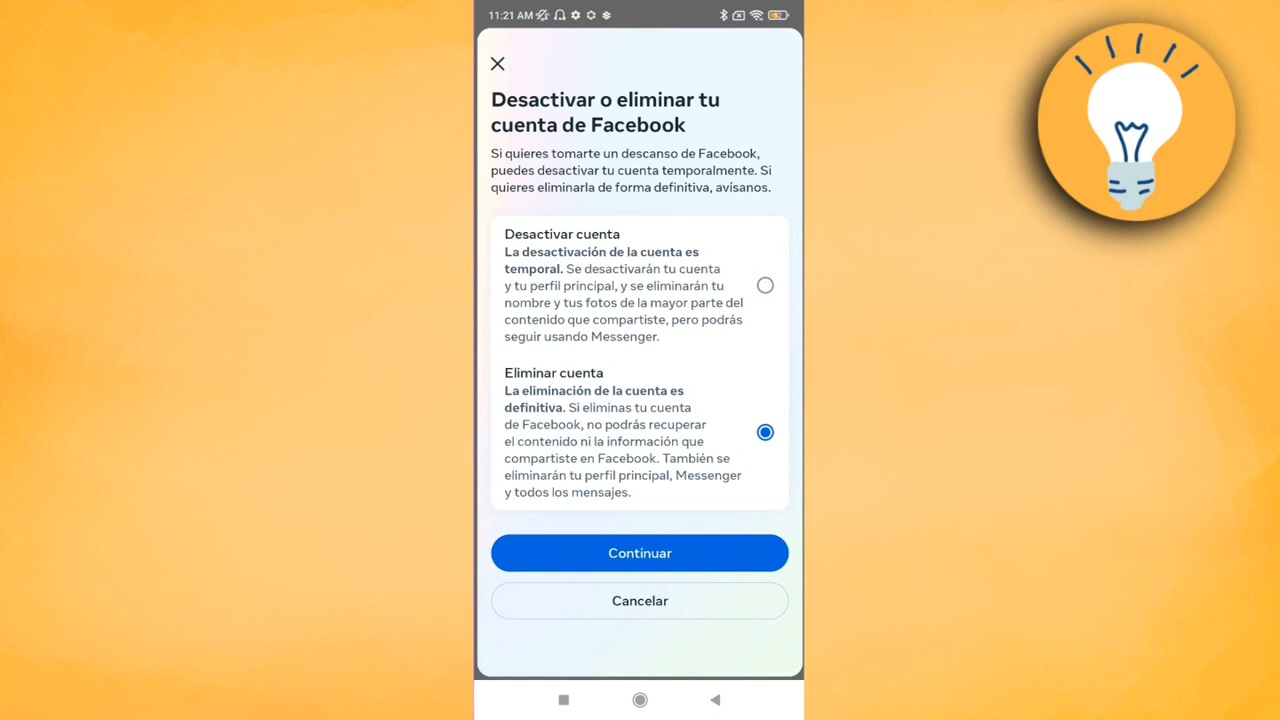 11:21 AM
Desactivar o eliminar tu
cuenta de Facebook
Si quieres tomarte un descanso de Facebook,
puedes desactivar tu cuenta temporalmente. Si
quieres eliminarla de forma definitiva, avísanos.
Desactivar cuenta
La desactivación de la cuenta es
temporal. Se desactivarán tu cuenta
y tu perfil principal, y se eliminarán tu
nombre y tus fotos de la mayor parte del
contenido que compartiste, pero podrás
seguir usando Messenger.
Eliminar cuenta
La eliminación de la cuenta es
definitiva. Si eliminas tu cuenta
de Facebook, no podrás recuperar
el contenido ni la información que
compartiste en Facebook. También se
eliminarán tu perfil principal, Messenger
y todos los mensajes.
Continuar
Cancelar